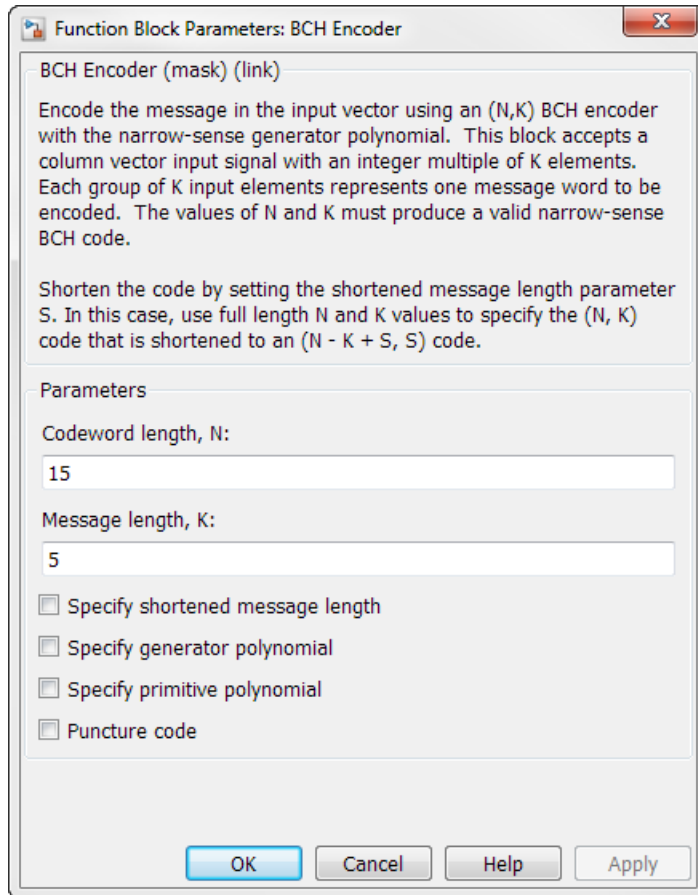 Function Block Parameters: BCH Encoder
BCH Encoder (mask) (link)
Encode the message in the input vector using an (N,K) BCH encoder
with the narrow-sense generator polynomial.  This block accepts a
column vector input signal with an integer multiple of K elements.
Each group of K input elements represents one message word to be
encoded.  The values of N and K must produce a valid narrow-sense
BCH code.
Shorten the code by setting the shortened message length parameter
S. In this case, use full length N and K values to specify the (N, K)
code that is shortened to an (N - K + S, S) code.
Parameters
Codeword length, N:
15
Message length, K:
5
Specify shortened message length
Specify generator polynomial
Specify primitive polynomial
Puncture code
OK Cancel Help Apply